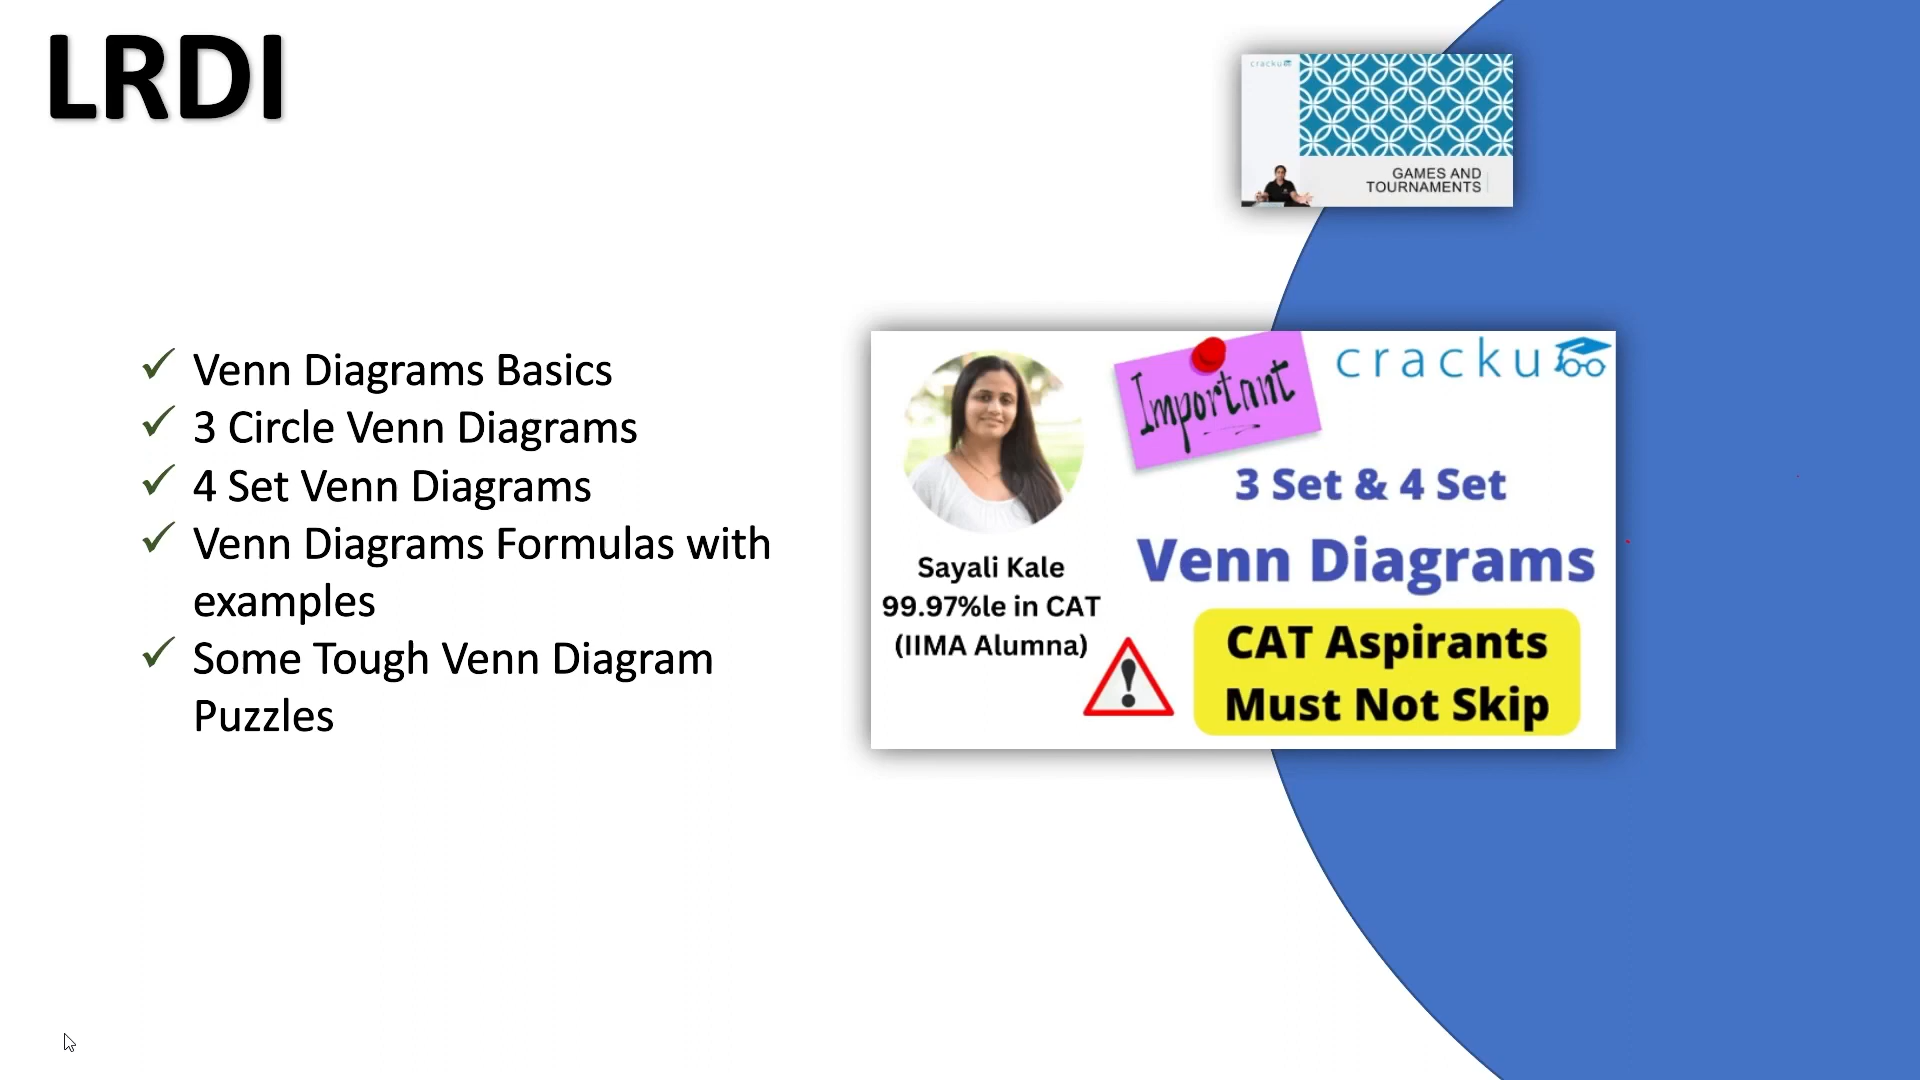 LRDI
cracku
GAMES AND
TOURNAMENTS
✓ Venn Diagrams Basics
✓ 3 Circle Venn Diagrams
✓ 4 Set Venn Diagrams
✓ Venn Diagrams Formulas with
examples
✓ Some Tough Venn Diagram
Puzzles
Important
cracku
3 Set & 4 Set
Venn Diagrams
Sayali Kale
99.97%le in CAT
(IIMA Alumna)
CAT Aspirants
Must Not Skip